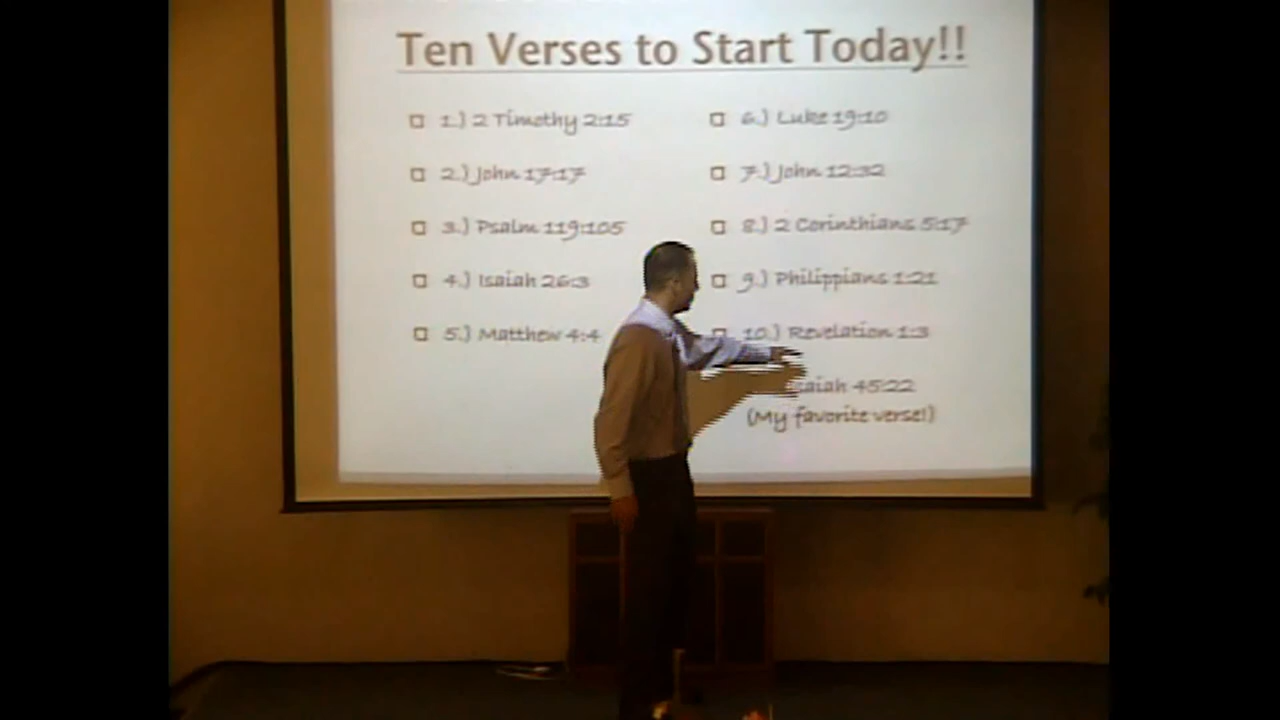 Ten Verses to Start Today!!
1.) 2 Timothy 2:15
2.) John 17:17
3.) Psalm 119:105
4.) Isaiah 26:3
5.) Matthew 4:4
6.) Luke 19:10
7.) John 12:32
8.) 2 Corinthians 5:17
9.) Philippians 1:21
10.) Revelation 1:3
saiah 45:22
(My favorite verse!)